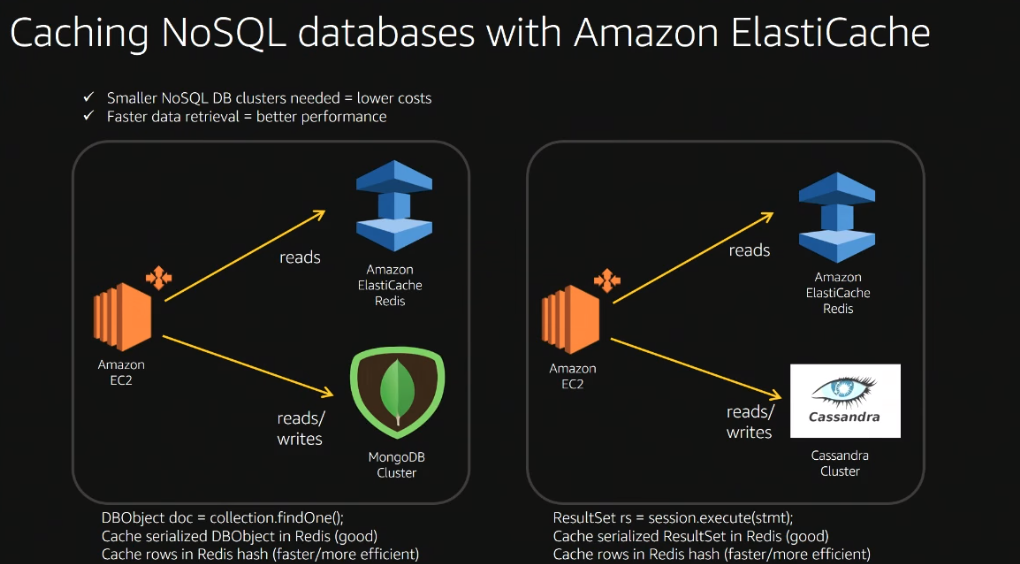 Caching NoSQL databases with Amazon ElastiCache
✓ Smaller NoSQL DB clusters needed = lower costs
✓ Faster data retrieval = better performance
reads
Amazon
ElastiCache
Redis
Amazon
EC2
reads/
writes
MongoDB
Cluster
DBObject doc = collection.findOne();
Cache serialized DBObject in Redis (good)
Cache rows in Redis hash (faster/more efficient)
reads
Amazon
ElastiCache
Redis
Amazon
EC2
reads/
writes
Cassandra
Cassandra
Cluster
ResultSet rs = session.execute(stmt);
Cache serialized ResultSet in Redis (good)
Cache rows in Redis hash (faster/more efficient)